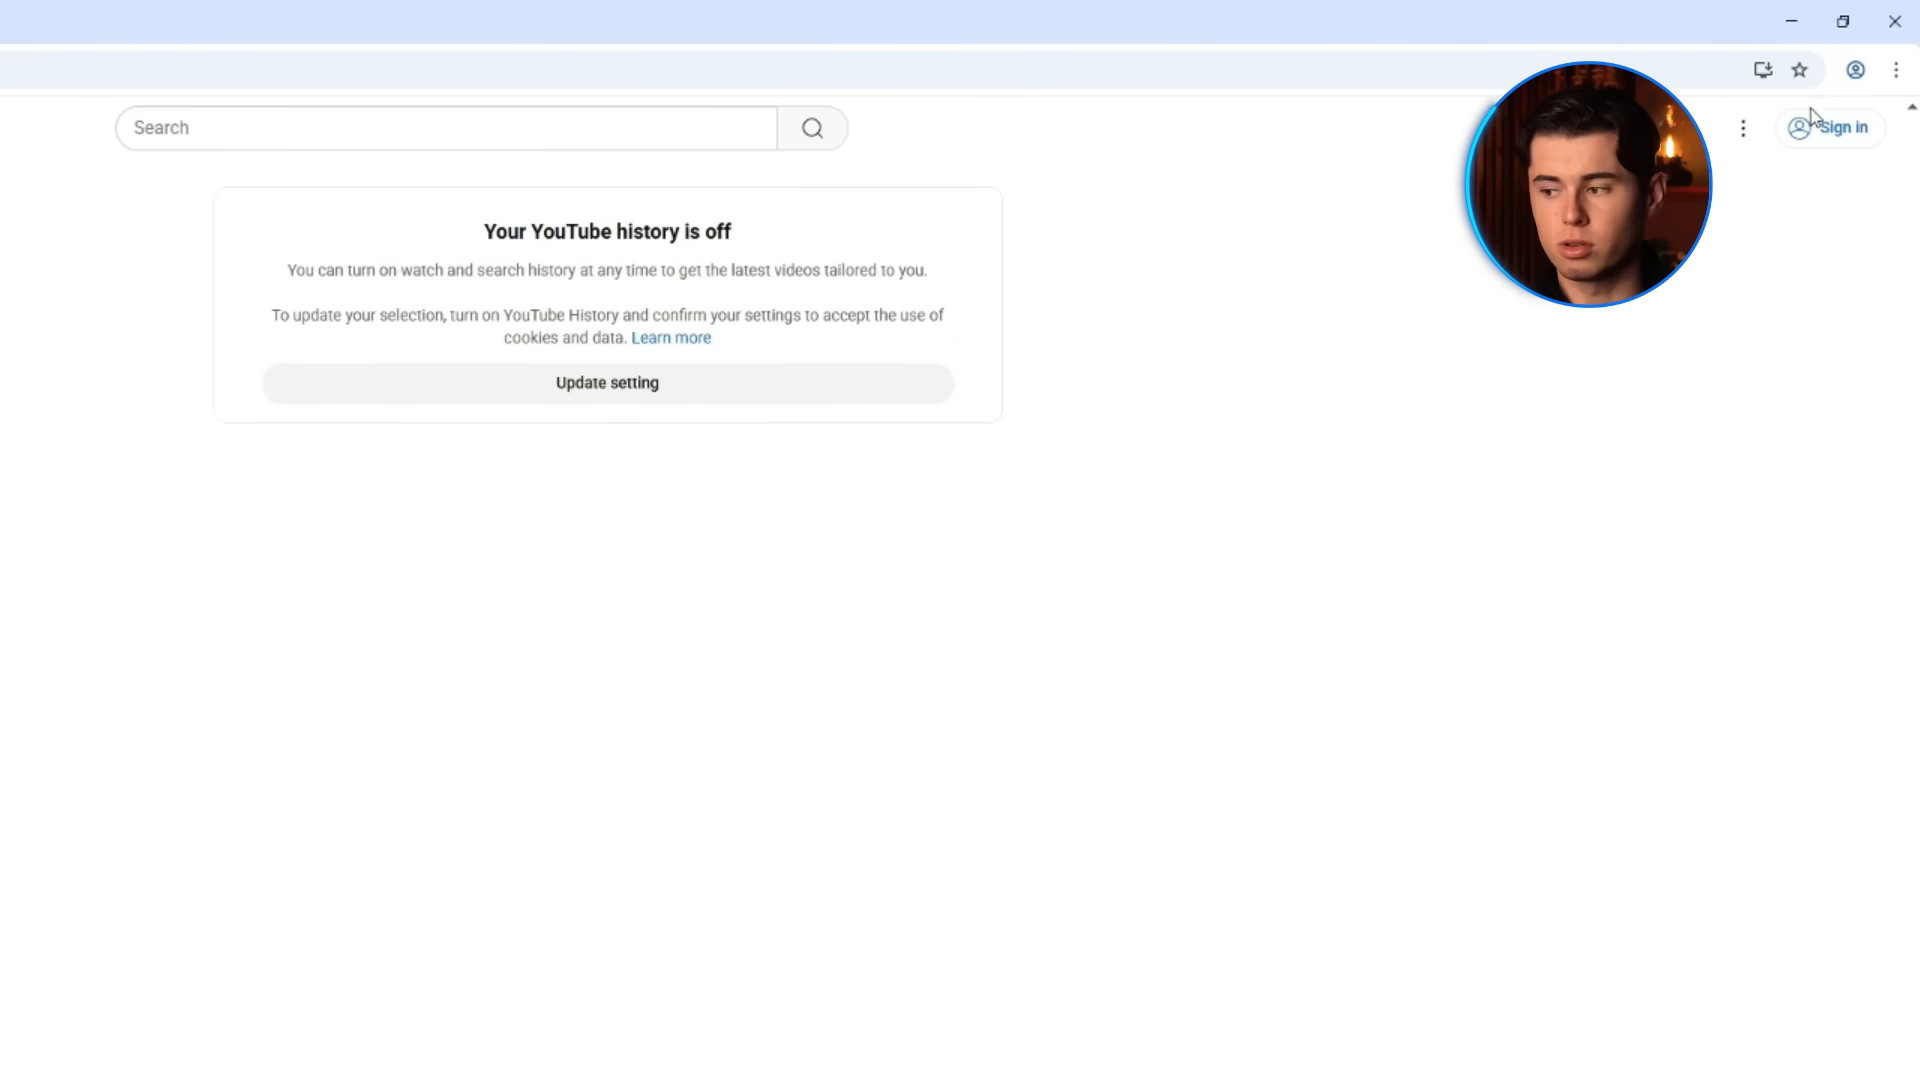 Search
Sign in
Your YouTube history is off
You can turn on watch and search history at any time to get the latest videos tailored to you.
To update your selection, turn on YouTube History and confirm your settings to accept the use of
cookies and data. Learn more
Update setting